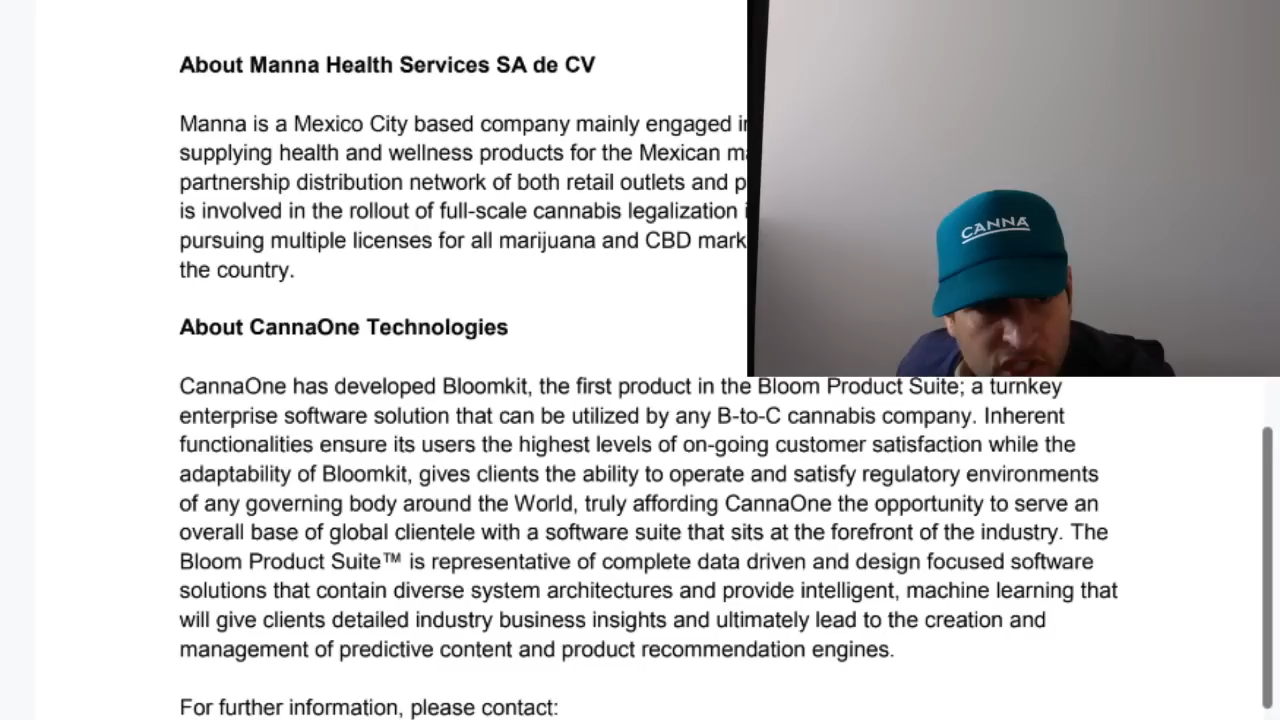 About Manna Health Services SA de CV
Manna is a Mexico City based company mainly engaged
supplying health and wellness products for the Mexican
partnership distribution network of both retail outlets and
is involved in the rollout of full-scale cannabis legalization
pursuing multiple licenses for all marijuana and CBD mark
the country.
CANNA
About CannaOne Technologies
CannaOne has developed Bloomkit, the first product in the Bloom Product Suite; a turnkey
enterprise software solution that can be utilized by any B-to-C cannabis company. Inherent
functionalities ensure its users the highest levels of on-going customer satisfaction while the
adaptability of Bloomkit, gives clients the ability to operate and satisfy regulatory environments
of any governing body around the World, truly affording CannaOne the opportunity to serve an
overall base of global clientele with a software suite that sits at the forefront of the industry. The
Bloom Product Suite™ is representative of complete data driven and design focused software
solutions that contain diverse system architectures and provide intelligent, machine learning that
will give clients detailed industry business insights and ultimately lead to the creation and
management of predictive content and product recommendation engines.
For further information, please contact: